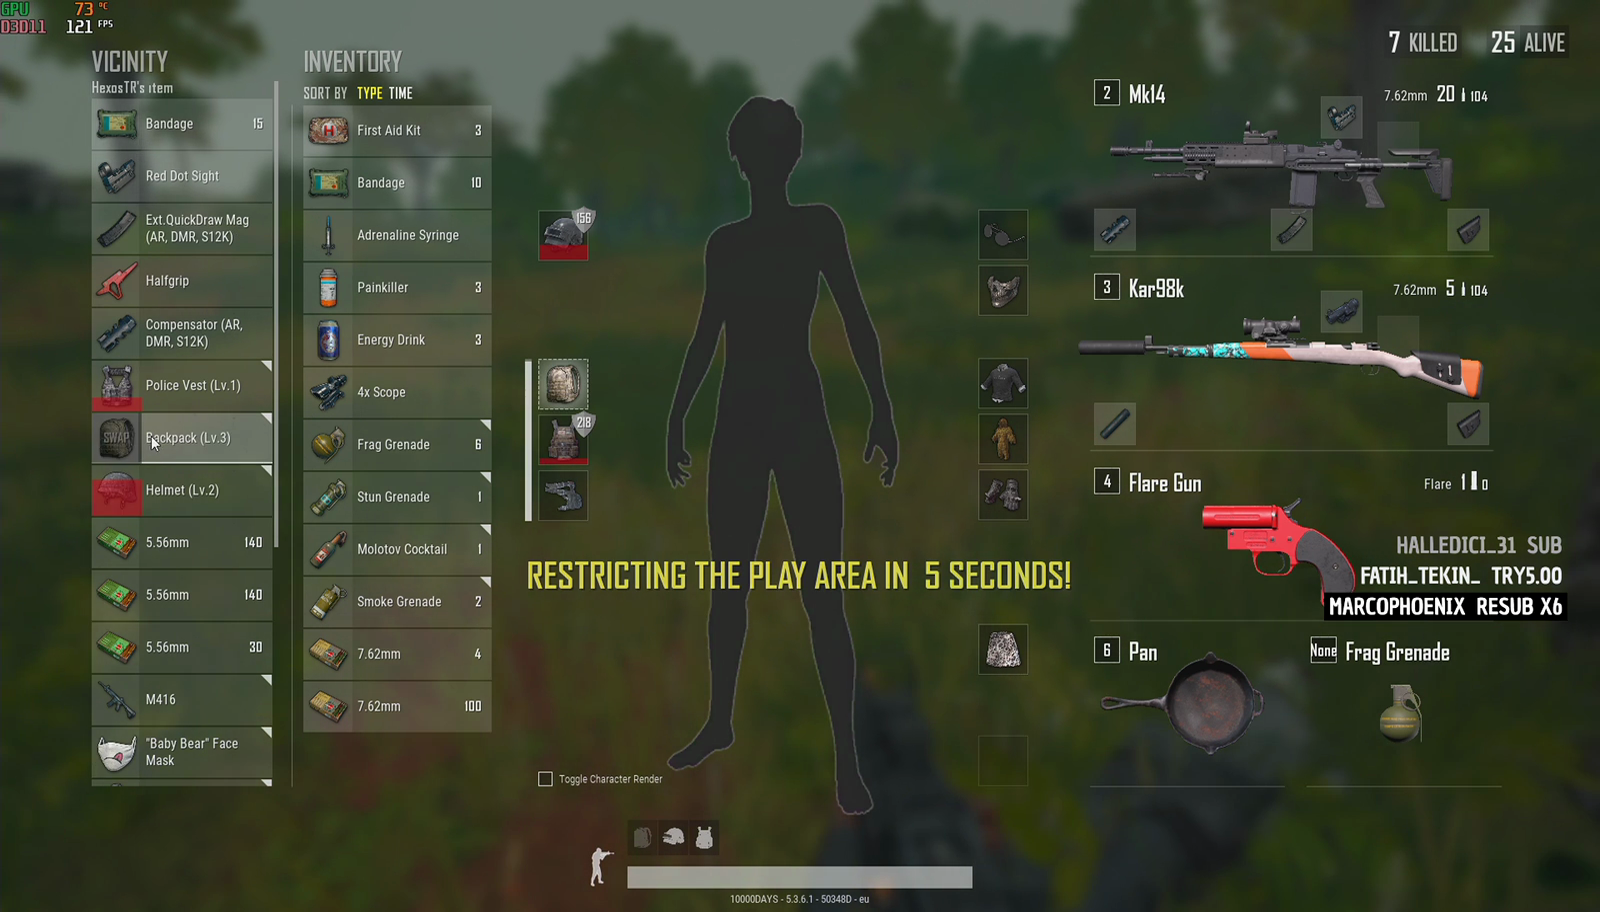 GPU 73 °C
D3D11 121 FPS
7 KILLED 25 ALIVE
VICINITY
HexosTR's item
Bandage 15
Red Dot Sight
Ext.QuickDraw Mag
(AR, DMR, S12K)
Halfgrip
Compensator (AR,
DMR, S12K)
Police Vest (Lv.1)
SWAP
Backpack (Lv.3)
Helmet (Lv.2)
5.56mm 140
5.56mm 140
5.56mm 30
M416
"Baby Bear" Face
Mask
INVENTORY
SORT BY TYPE TIME
First Aid Kit 3
Bandage 10
Adrenaline Syringe
Painkiller 3
Energy Drink 3
4x Scope
Frag Grenade 6
Stun Grenade 1
Molotov Cocktail 1
Smoke Grenade 2
7.62mm 4
7.62mm 100
156
218
RESTRICTING THE PLAY AREA IN 5 SECONDS!
Toggle Character Render
2 Mk14 7.62mm 20 104
3 Kar98k 7.62mm 5 104
1
4 Flare Gun Flare 1 0
HALLEDICI_31 SUB
FATIH_TEKIN_ TRY5.00
MARCOPHOENIX RESUB X6
6 Pan
None Frag Grenade
10000DAYS - 5.3.6.1 - 50348D - eu